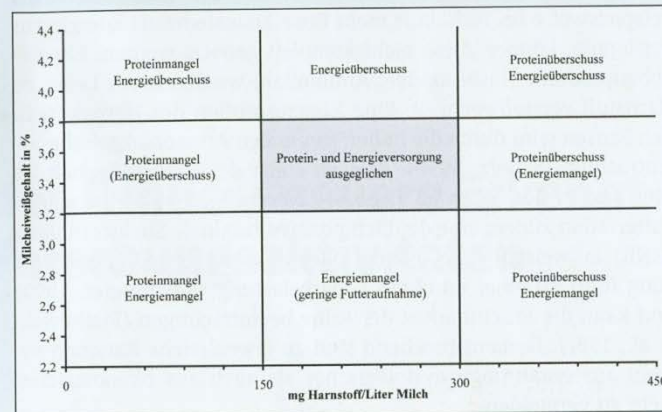 4,4
4,2
4,0
3,8
3,6
3,4
3,2
3,0
2,8
2,6
2,4
2,2
Milcheiweißgehalt in %
Proteinmangel
Energieüberschuss
Energieüberschuss
Proteinüberschuss
Energieüberschuss
Proteinmangel
(Energieüberschuss)
Protein- und Energieversorgung
ausgeglichen
Proteinüberschuss
(Energiemangel)
Proteinmangel
Energiemangel
Energiemangel
(geringe Futteraufnahme)
Proteinüberschuss
Energiemangel
0
150
300
450
mg Harnstoff/Liter Milch